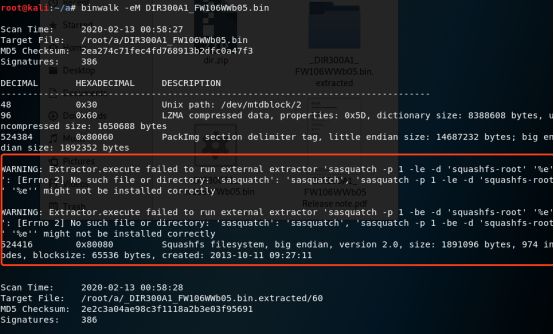 root@kali:~/a# binwalk -eM DIR300A1_FW106WWb05.bin
Scan Time:     2020-02-13 00:58:27
Target File:   /root/a/DIR300A1_FW106WWb05.bin
MD5 Checksum:  2ea274c71fec4fd768913b2dfc0a47f3
Signatures:    386
DECIMAL       HEXADECIMAL     DESCRIPTION
--------------------------------------------------------------------------------
48            0x30            Unix path: /dev/mtdblock/2
96            0x60            LZMA compressed data, properties: 0x5D, dictionary size: 8388608 bytes, u
ncompressed size: 1650688 bytes
524384        0x80060         PackImg section delimiter tag, little endian size: 14687232 bytes; big en
dian size: 1892352 bytes
WARNING: Extractor.execute failed to run external extractor 'sasquatch -p 1 -le -d 'squashfs-root' '%e'
': [Errno 2] No such file or directory: 'sasquatch': 'sasquatch', 'sasquatch -p 1 -le -d 'squashfs-root
' '%e'' might not be installed correctly
WARNING: Extractor.execute failed to run external extractor 'sasquatch -p 1 -be -d 'squashfs-root' '%e'
': [Errno 2] No such file or directory: 'sasquatch': 'sasquatch', 'sasquatch -p 1 -be -d 'squashfs-root
' '%e'' might not be installed correctly
524416        0x80080         Squashfs filesystem, big endian, version 2.0, size: 1891096 bytes, 974 in
odes, blocksize: 65536 bytes, created: 2013-10-11 09:27:11
Scan Time:     2020-02-13 00:58:28
Target File:   /root/a/_DIR300A1_FW106WWb05.bin.extracted/60
MD5 Checksum:  2e2c3a04ae98c3f1118a2b3e03f95691
Signatures:    386